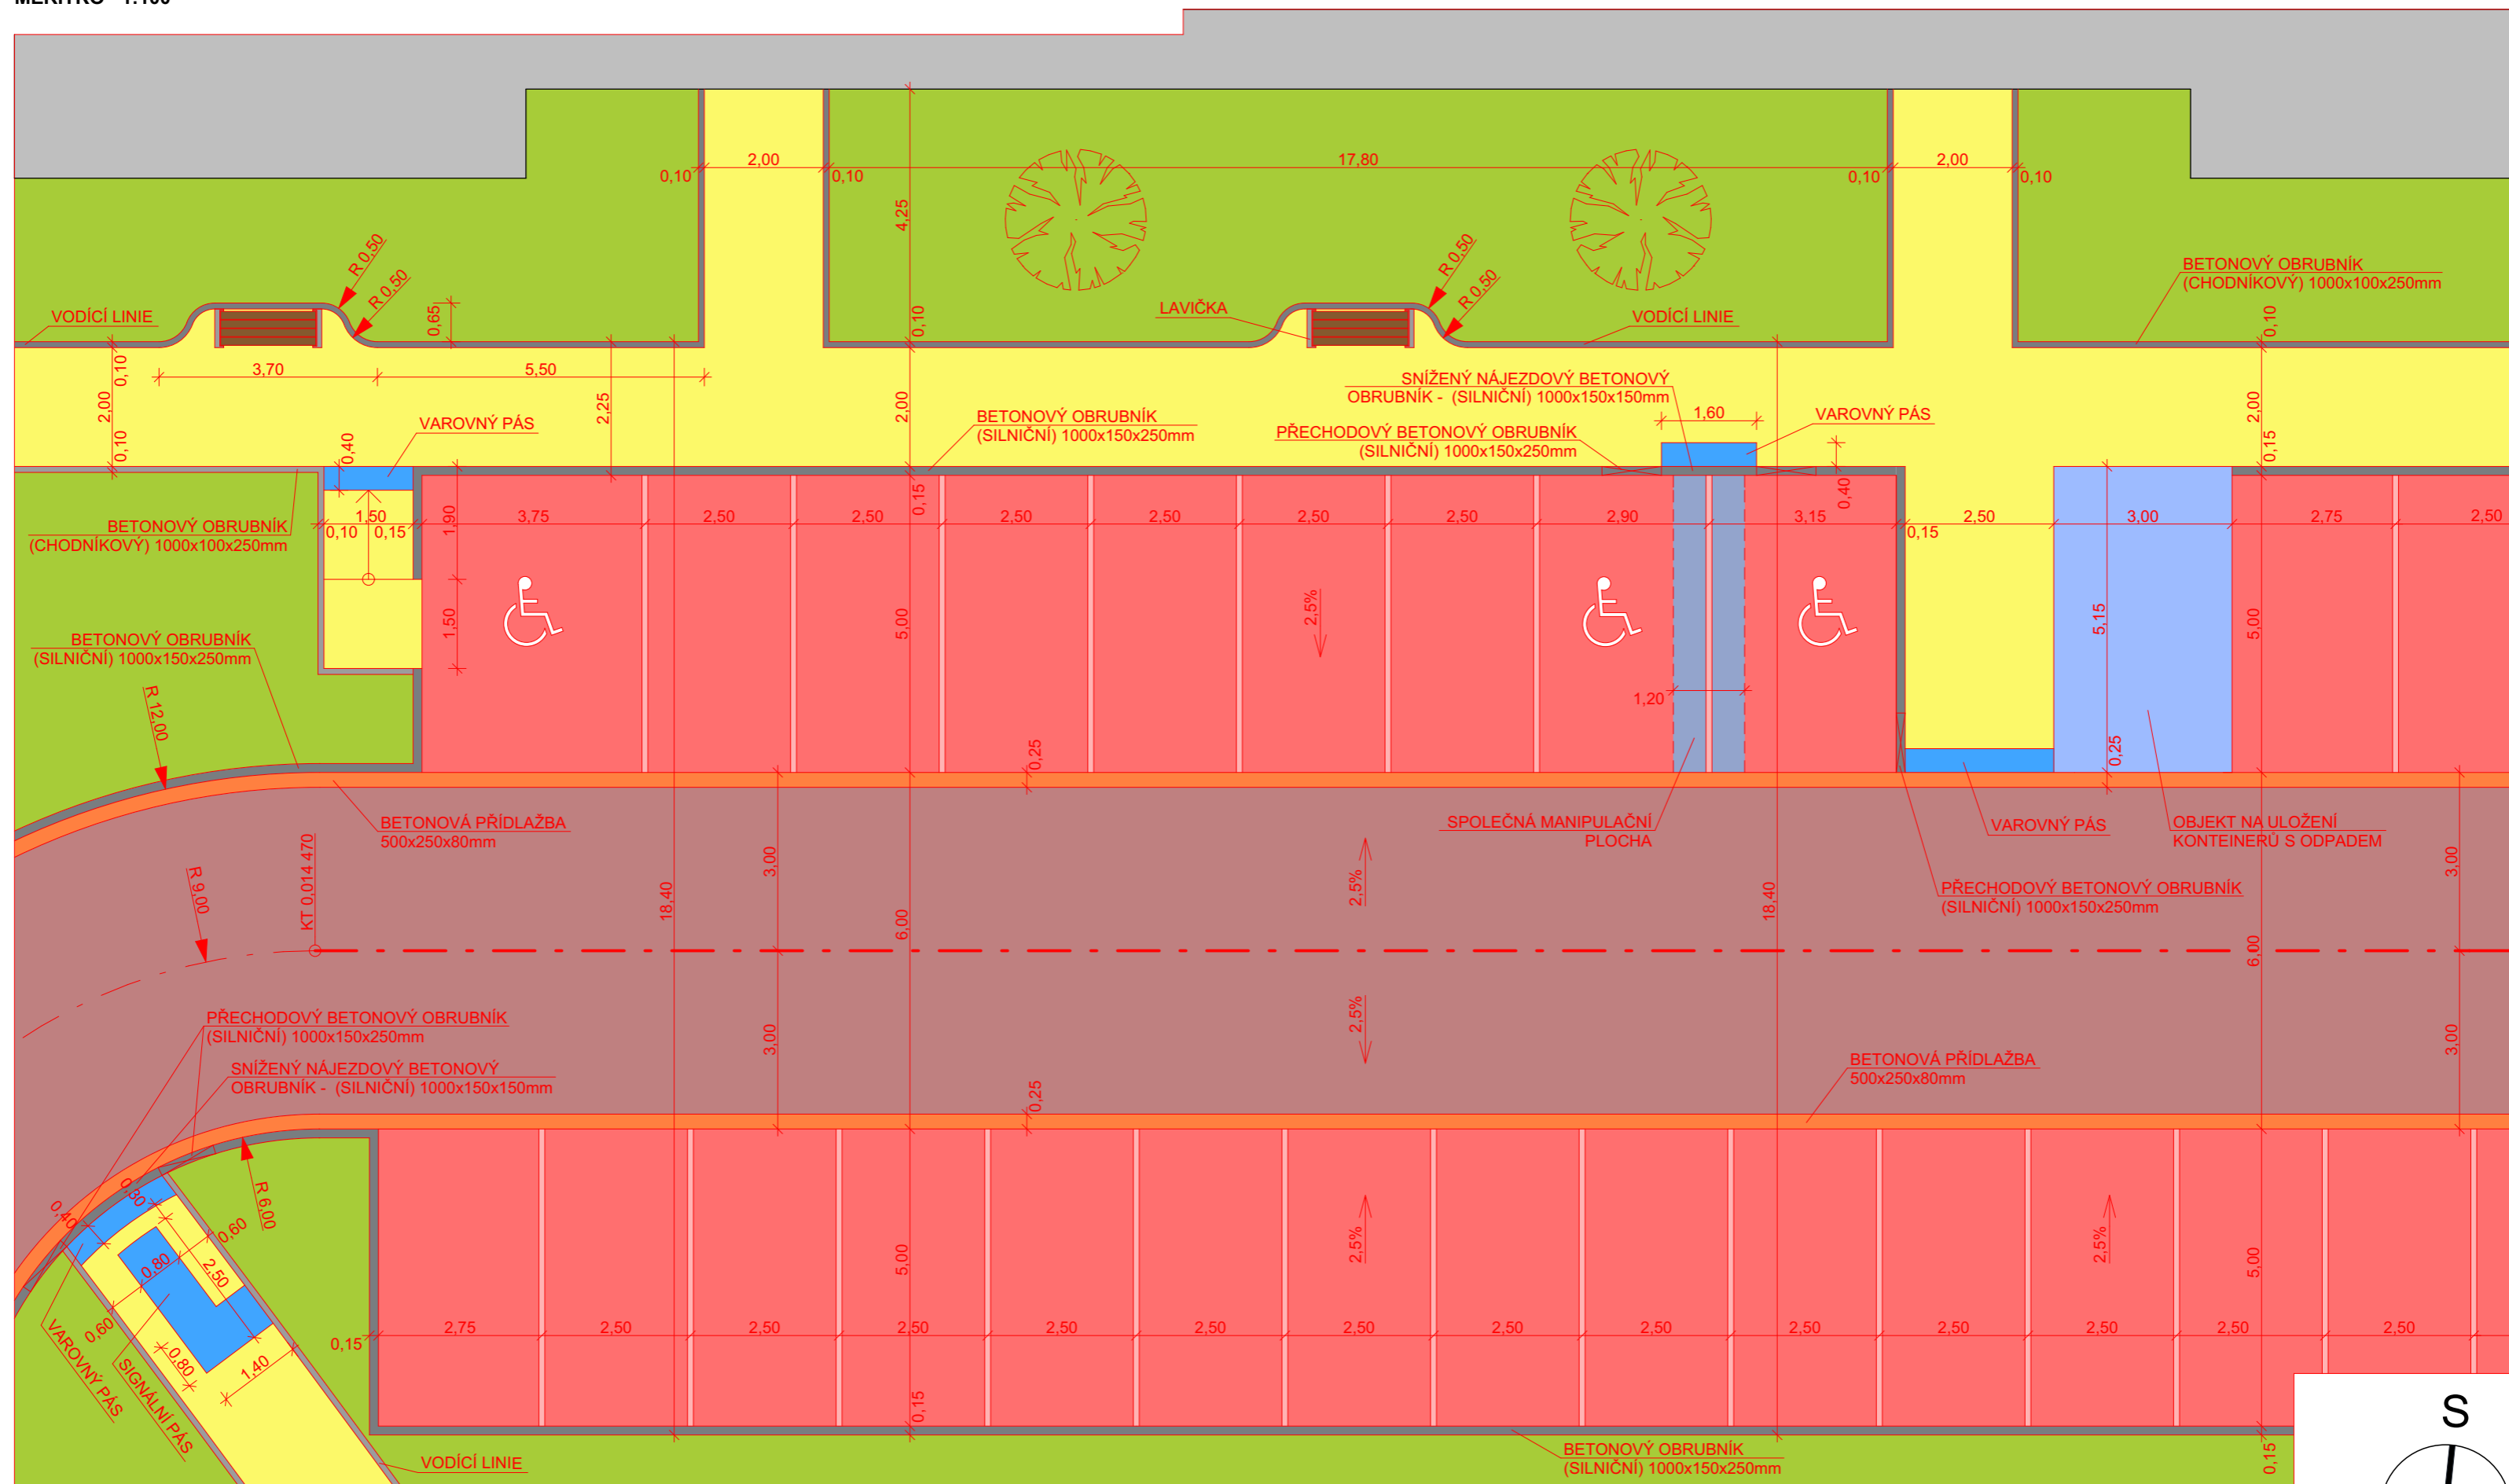 MĚŘÍTKO - 1:100
0,10
2,00
0,10
17,80
0,10
2,00
0,10
4,25
R 0,50
R 0,50
R 0,50
R 0,50
BETONOVÝ OBRUBNÍK
(CHODNÍKOVÝ) 1000x100x250mm
VODÍCÍ LINIE
0,65
0,10
LAVIČKA
VODÍCÍ LINIE
0,10
0,10
3,70
5,50
2,00
2,25
2,00
SNÍŽENÝ NÁJEZDOVÝ BETONOVÝ
OBRUBNÍK - (SILNIČNÍ) 1000x150x150mm
2,00
0,10
0,40
VAROVNÝ PÁS
BETONOVÝ OBRUBNÍK
(SILNIČNÍ) 1000x150x250mm
PŘECHODOVÝ BETONOVÝ OBRUBNÍK
(SILNIČNÍ) 1000x150x250mm
1,60
VAROVNÝ PÁS
0,15
0,15
0,40
BETONOVÝ OBRUBNÍK
(CHODNÍKOVÝ) 1000x100x250mm
1,50
0,10
0,15
1,90
3,75
2,50
2,50
2,50
2,50
2,50
2,50
2,90
3,15
0,15
2,50
3,00
2,75
2,50
1,50
5,00
2,5%
5,15
5,00
BETONOVÝ OBRUBNÍK
(SILNIČNÍ) 1000x150x250mm
R 12,00
1,20
0,25
0,25
BETONOVÁ PŘÍDLAŽBA
500x250x80mm
SPOLEČNÁ MANIPULAČNÍ
PLOCHA
VAROVNÝ PÁS
OBJEKT NA ULOŽENÍ
KONTEINERŮ S ODPADEM
R 9,00
KT 0,014 470
18,40
3,00
6,00
2,5%
18,40
PŘECHODOVÝ BETONOVÝ OBRUBNÍK
(SILNIČNÍ) 1000x150x250mm
6,00
3,00
PŘECHODOVÝ BETONOVÝ OBRUBNÍK
(SILNIČNÍ) 1000x150x250mm
3,00
2,5%
3,00
SNÍŽENÝ NÁJEZDOVÝ BETONOVÝ
OBRUBNÍK - (SILNIČNÍ) 1000x150x150mm
0,25
BETONOVÁ PŘÍDLAŽBA
500x250x80mm
0,40
0,30
R 6,00
0,60
0,80
2,50
0,60
0,80
1,40
5,00
2,5%
2,5%
5,00
VAROVNÝ PÁS
SIGNÁLNÍ PÁS
0,15
2,75
2,50
2,50
2,50
2,50
2,50
2,50
2,50
2,50
2,50
2,50
2,50
2,50
2,50
0,15
S
VODÍCÍ LINIE
BETONOVÝ OBRUBNÍK
(SILNIČNÍ) 1000x150x250mm
0,15